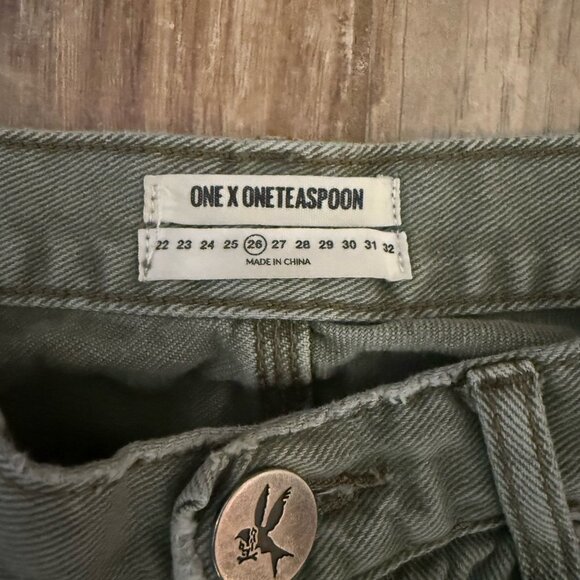 ONE X ONETEASPOON
22 23 24 25 26 27 28 29 30 31 32
MADE IN CHINA